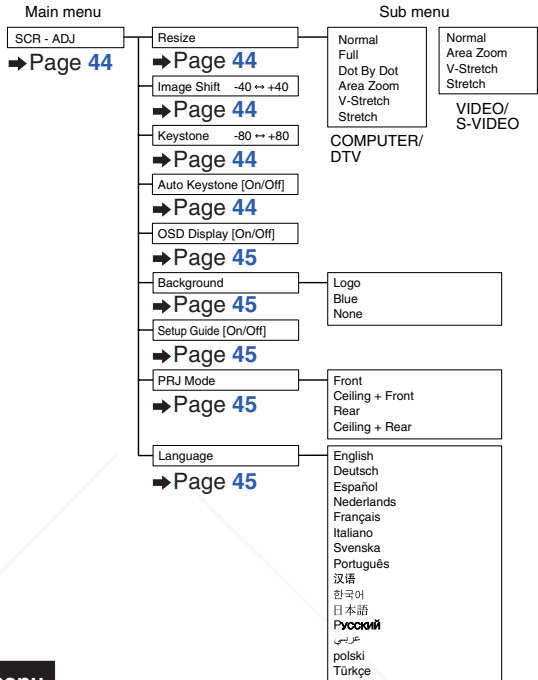 Main menu
Sub menu
SCR - ADJ
➡Page 44
Resize
➡Page 44
Image Shift -40 ↔ +40
➡Page 44
Keystone -80 ↔ +80
➡Page 44
Auto Keystone [On/Off]
➡Page 44
OSD Display [On/Off]
➡Page 45
Background
➡Page 45
Setup Guide [On/Off]
➡Page 45
PRJ Mode
➡Page 45
Language
➡Page 45
Normal
Full
Dot By Dot
Area Zoom
V-Stretch
Stretch
COMPUTER/
DTV
Normal
Area Zoom
V-Stretch
Stretch
VIDEO/
S-VIDEO
Logo
Blue
None
Front
Ceiling + Front
Rear
Ceiling + Rear
English
Deutsch
Español
Nederlands
Français
Italiano
Svenska
Português
汉语
한국어
日本語
Русский
عربي
polski
Türkçe